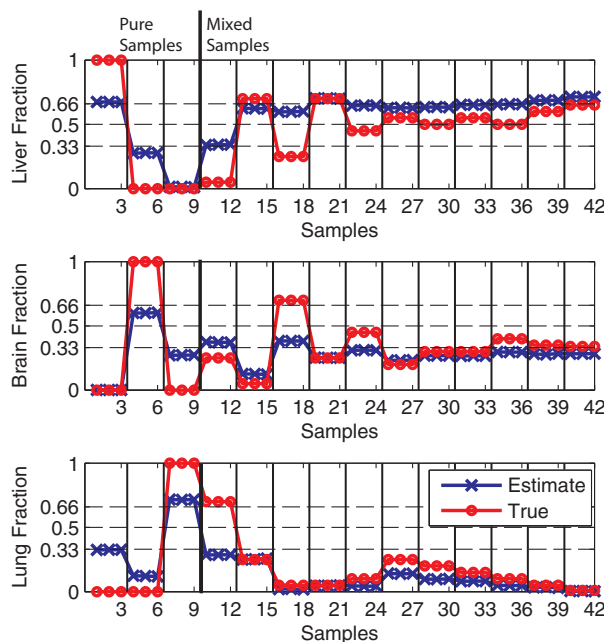 Pure Samples
Mixed Samples
Liver Fraction
1
0.66
0.5
0.33
0
3 6 9 12 15 18 21 24 27 30 33 36 39 42
Samples
Brain Fraction
1
0.66
0.5
0.33
0
3 6 9 12 15 18 21 24 27 30 33 36 39 42
Samples
Lung Fraction
1
0.66
0.5
0.33
0
Estimate
True
3 6 9 12 15 18 21 24 27 30 33 36 39 42
Samples